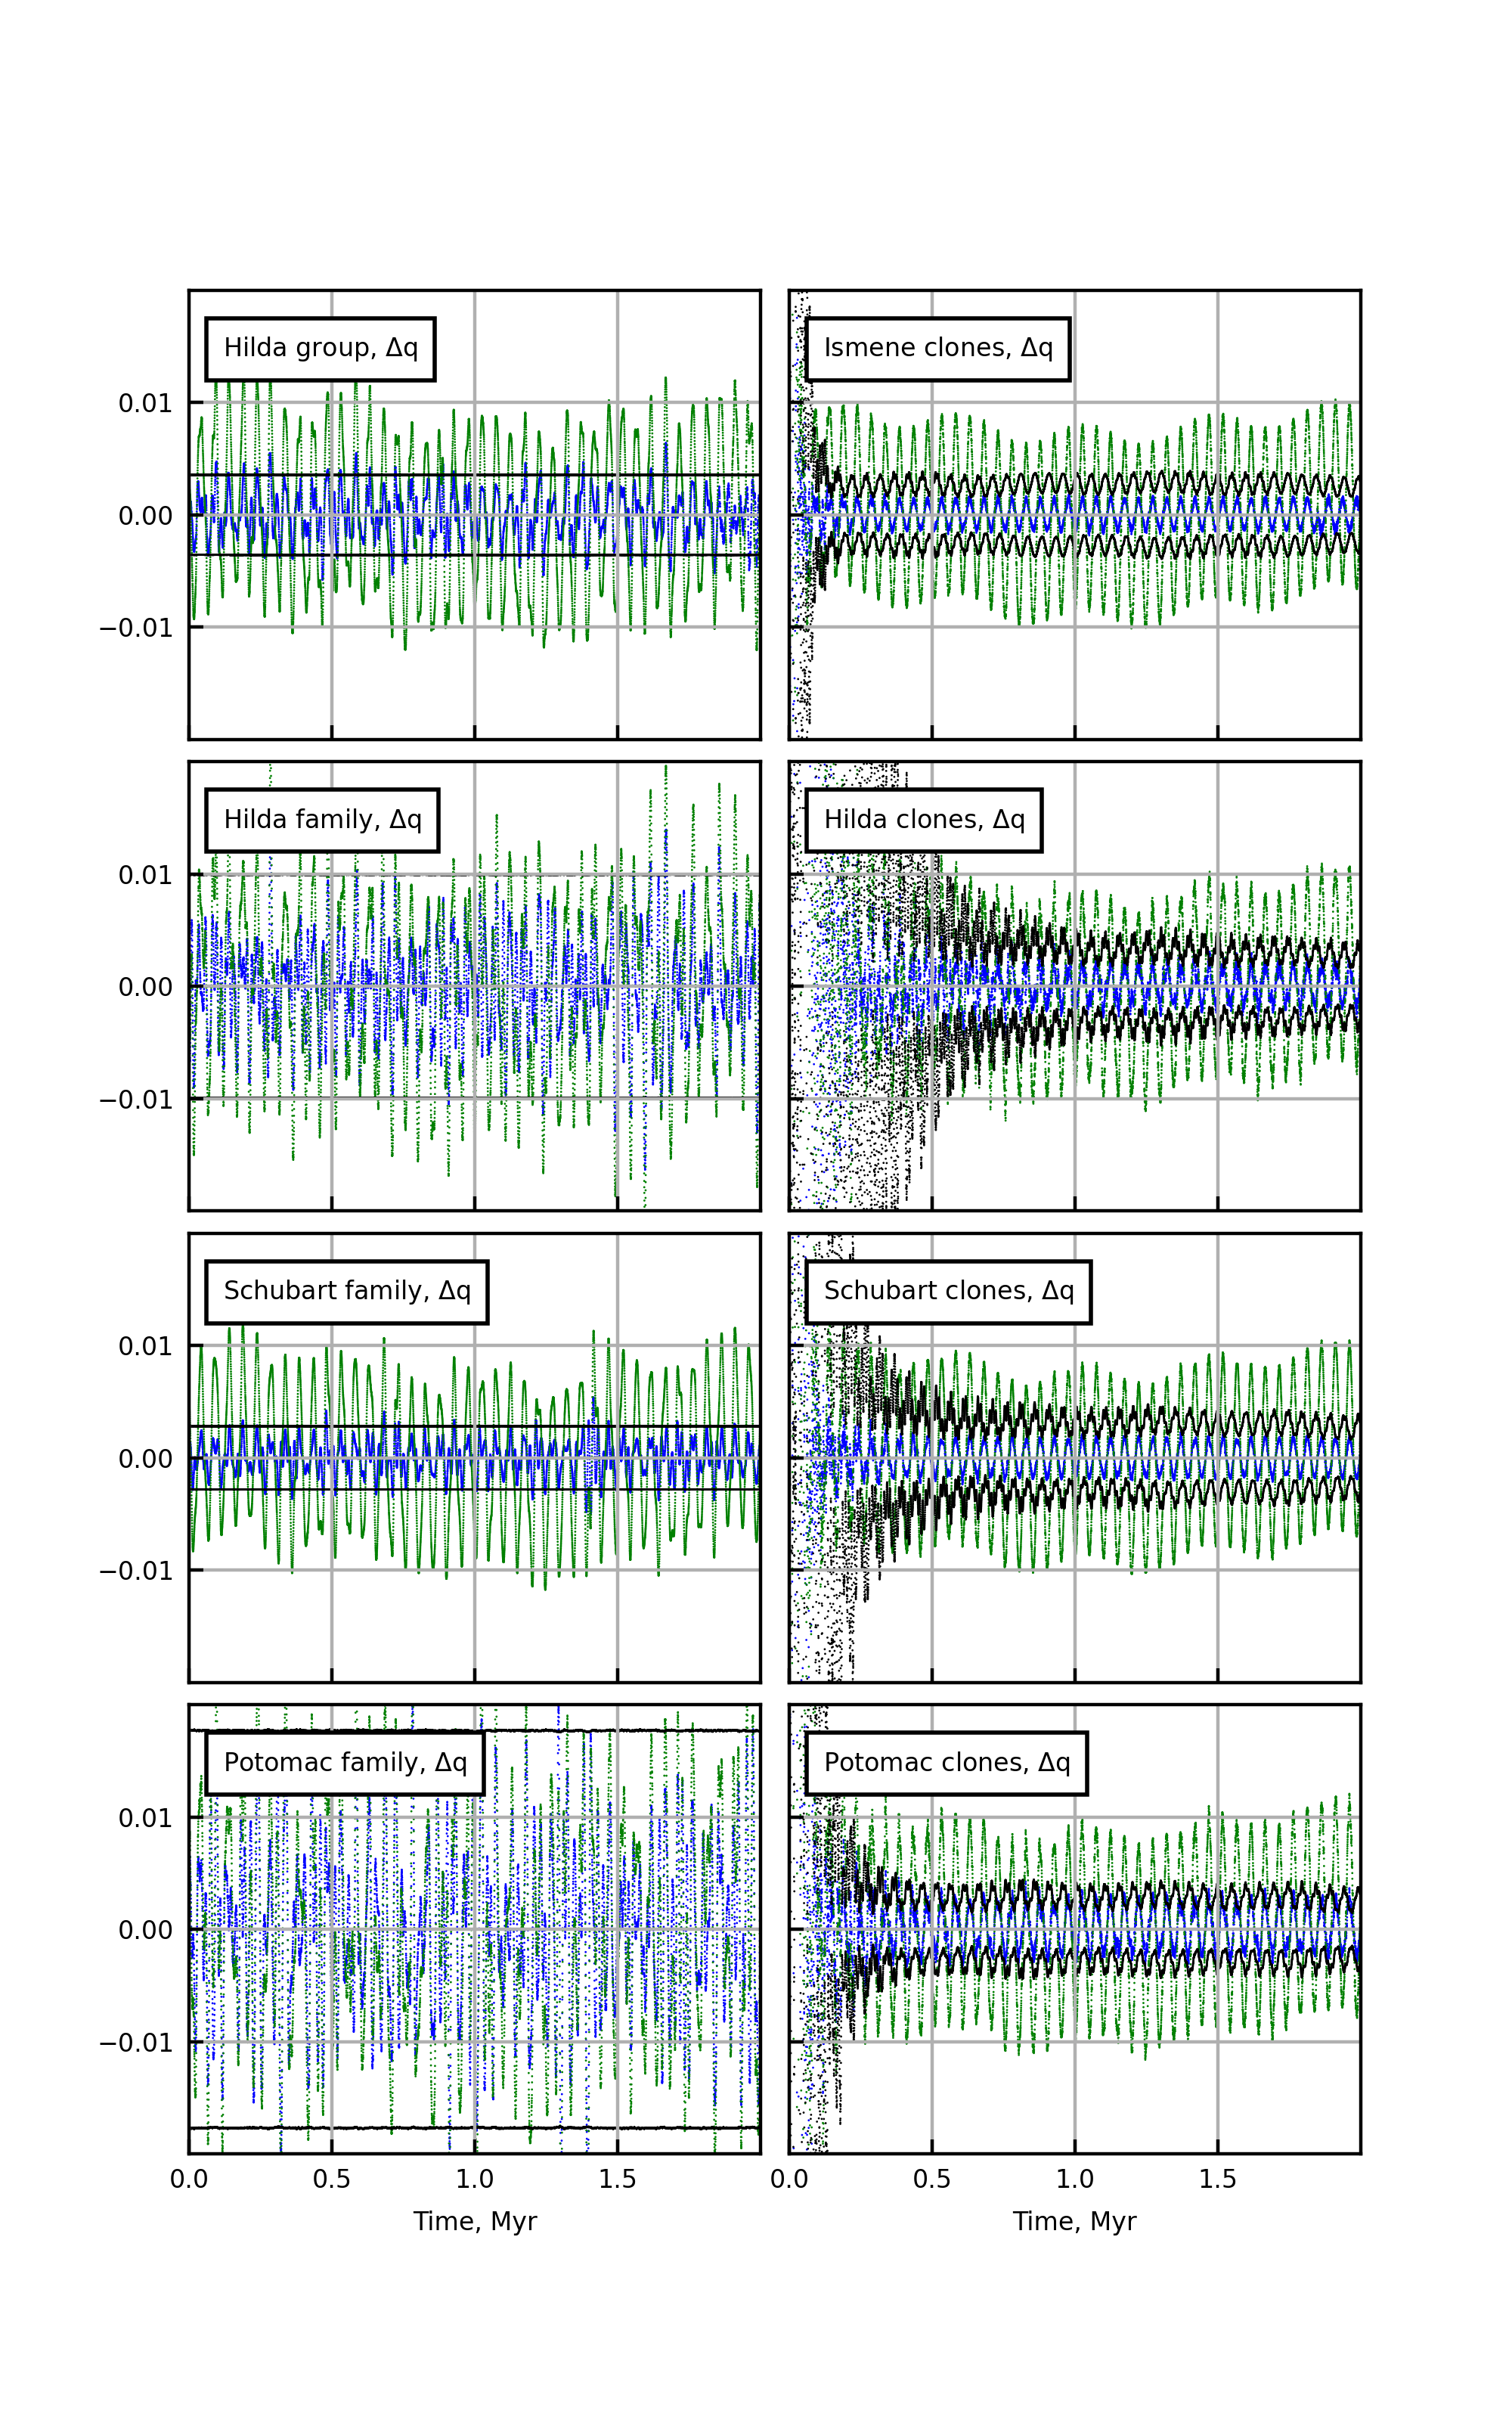 Hilda group, Δq
Ismene clones, Δq
0.01
0.00
−0.01
Hilda family, Δq
Hilda clones, Δq
0.01
0.00
−0.01
Schubart family, Δq
Schubart clones, Δq
0.01
0.00
−0.01
Potomac family, Δq
Potomac clones, Δq
0.01
0.00
−0.01
0.0 0.5 1.0 1.5 0.0 0.5 1.0 1.5
Time, Myr Time, Myr